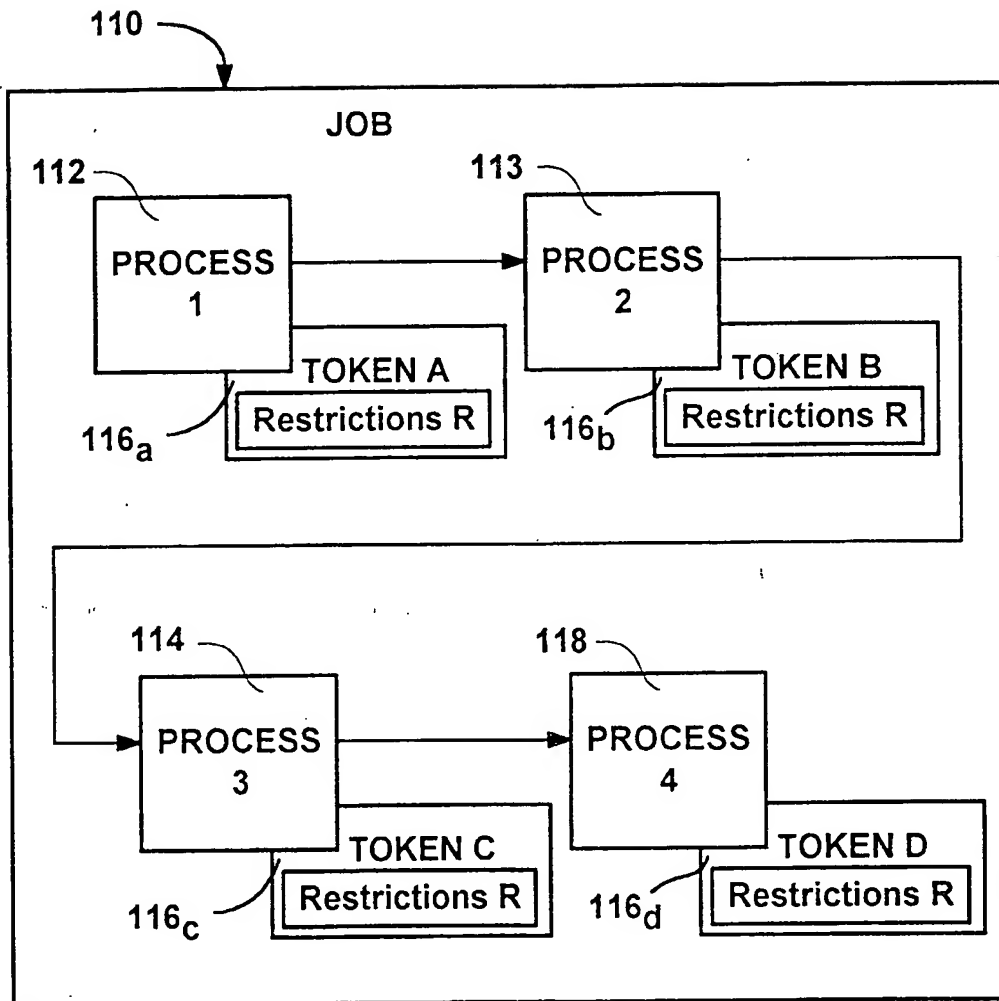 110
JOB
112
113
PROCESS
1
PROCESS
2
TOKEN A
Restrictions R
116a
TOKEN B
Restrictions R
116b
114
118
PROCESS
3
PROCESS
4
TOKEN C
Restrictions R
116c
TOKEN D
Restrictions R
116d